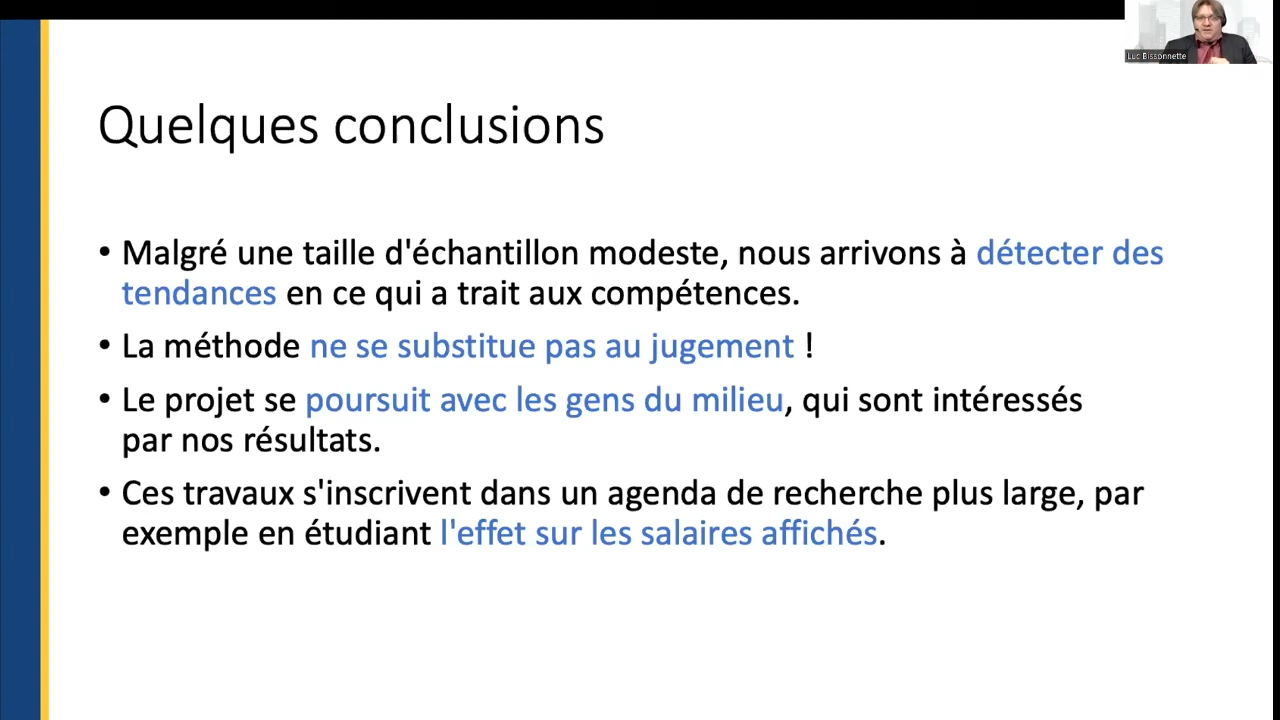 Luc Bissonnette
Quelques conclusions
• Malgré une taille d'échantillon modeste, nous arrivons à détecter des
tendances en ce qui a trait aux compétences.
• La méthode ne se substitue pas au jugement !
• Le projet se poursuit avec les gens du milieu, qui sont intéressés
par nos résultats.
• Ces travaux s'inscrivent dans un agenda de recherche plus large, par
exemple en étudiant l'effet sur les salaires affichés.